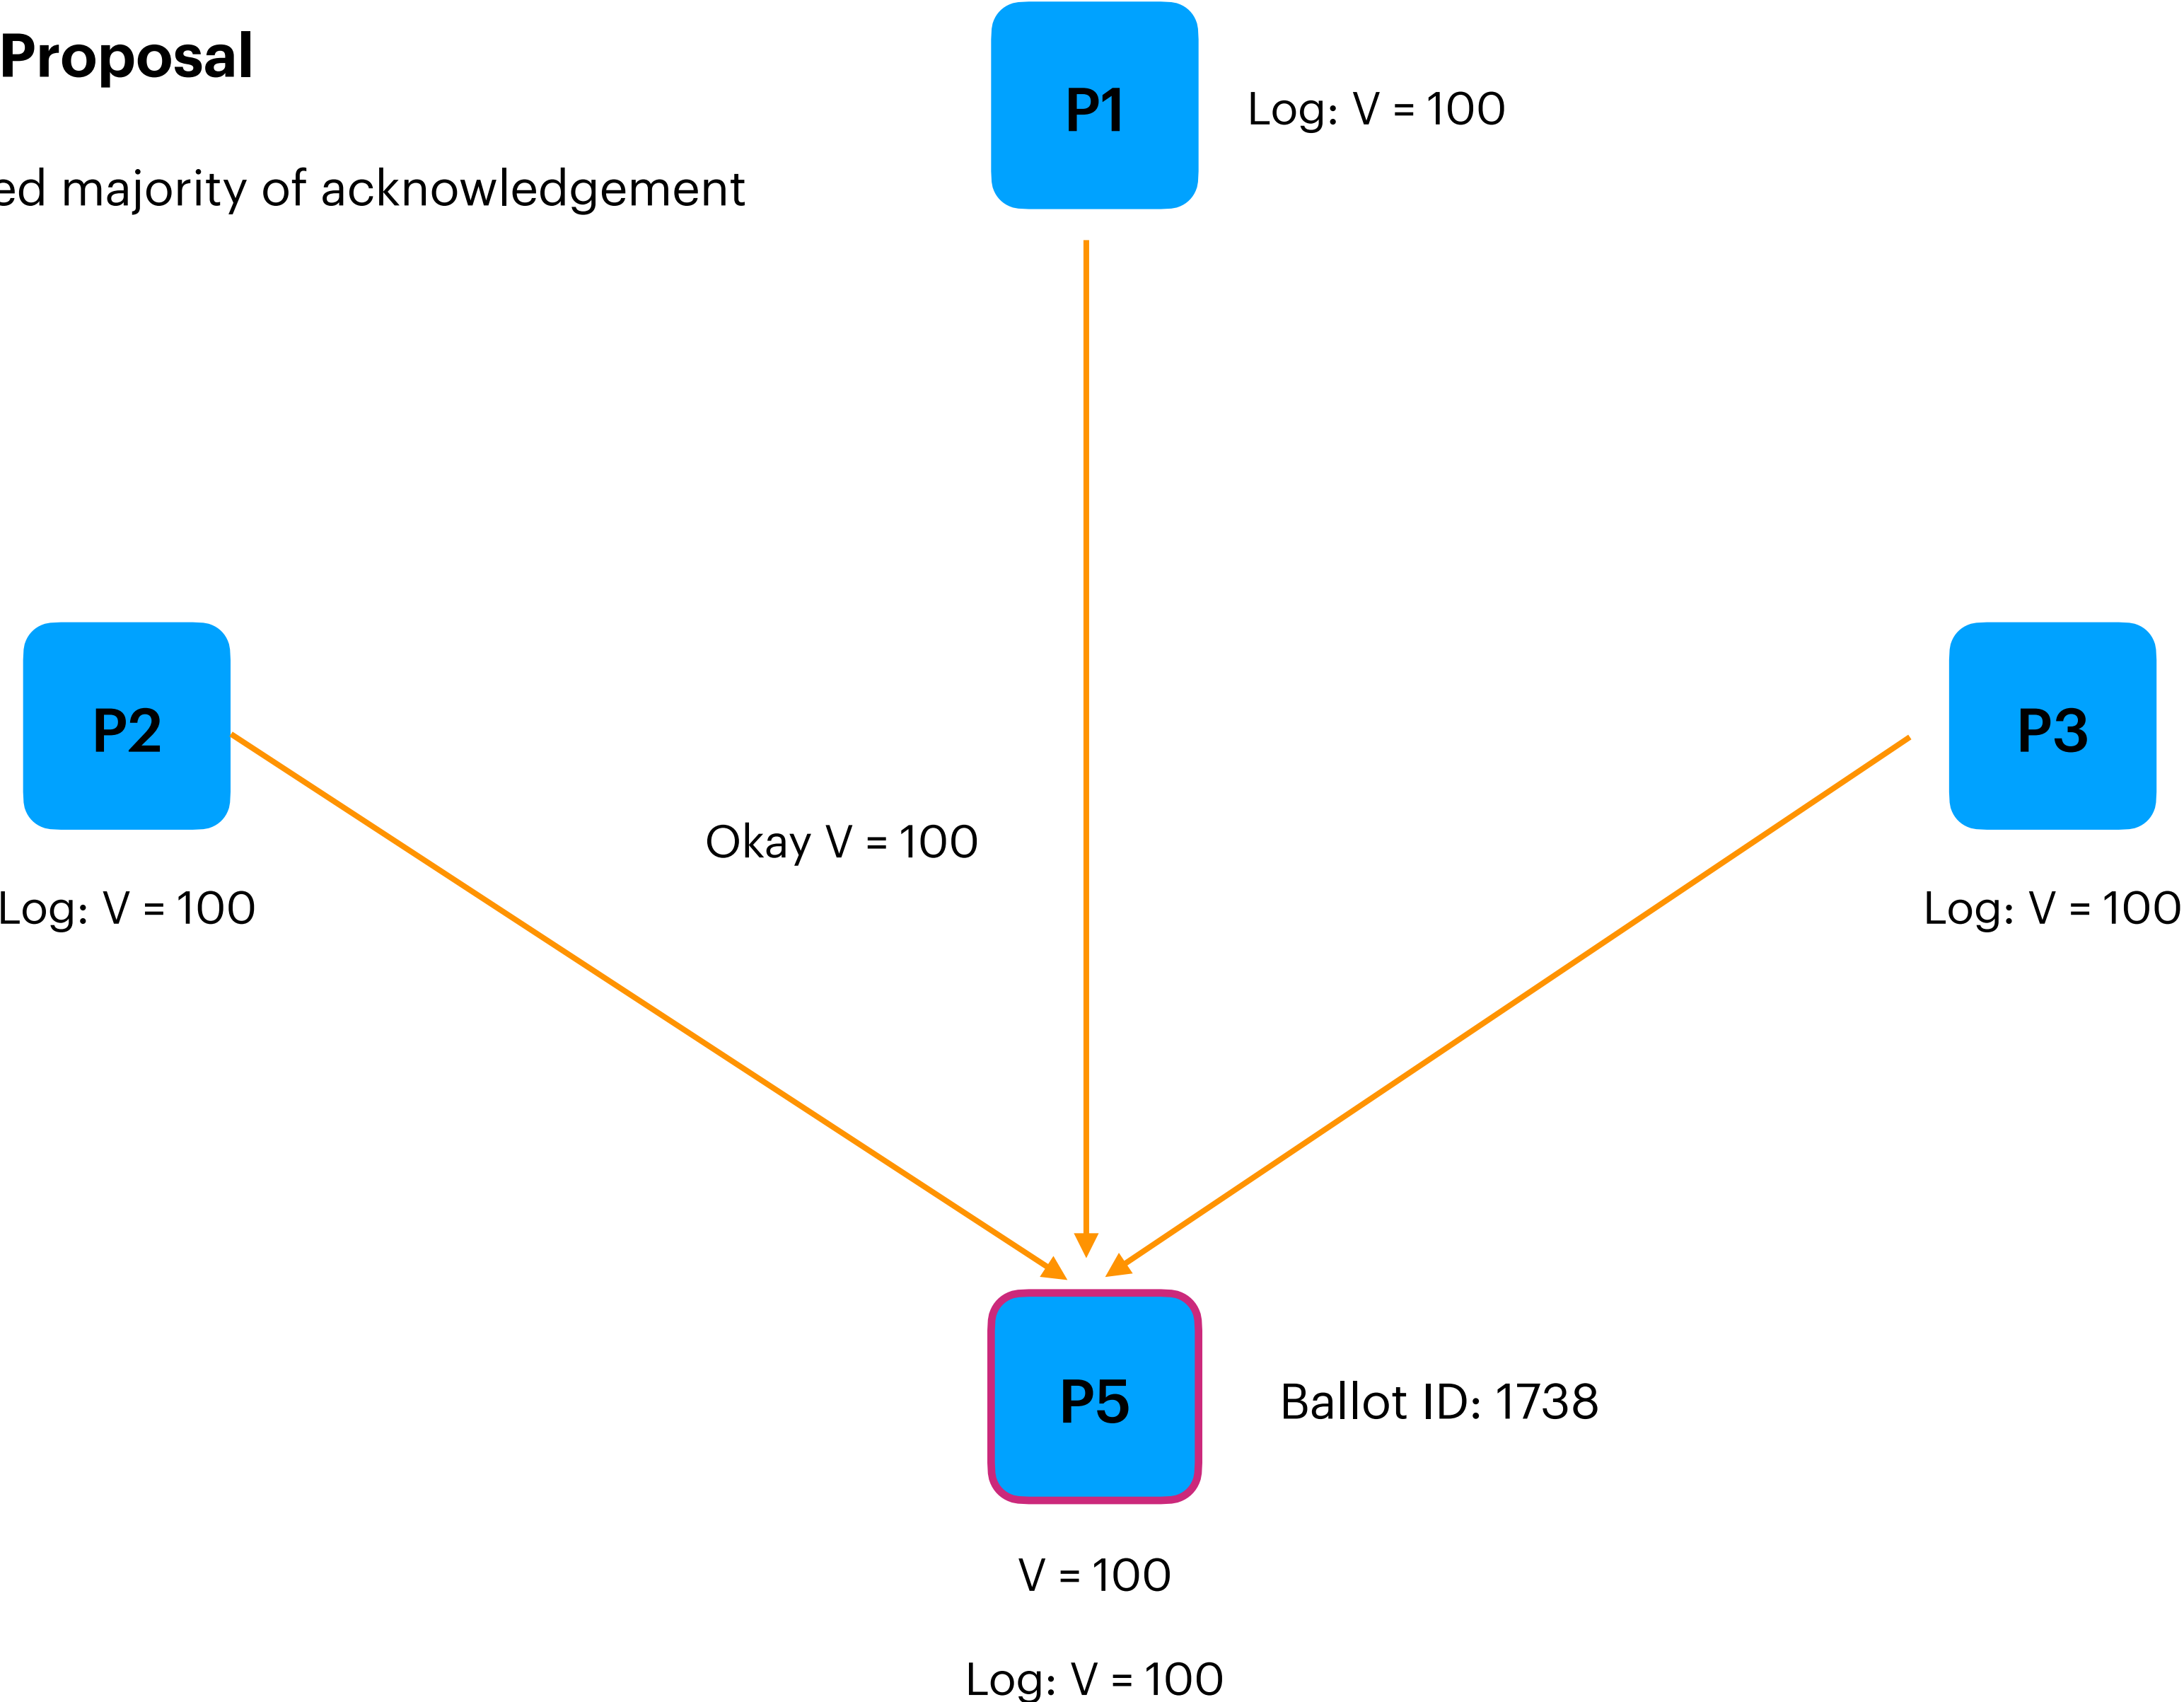 Proposal
ed majority of acknowledgement
P1
Log: V = 100
P2
P3
Okay V = 100
Log: V = 100
Log: V = 100
P5
Ballot ID: 1738
V = 100
Log: V = 100